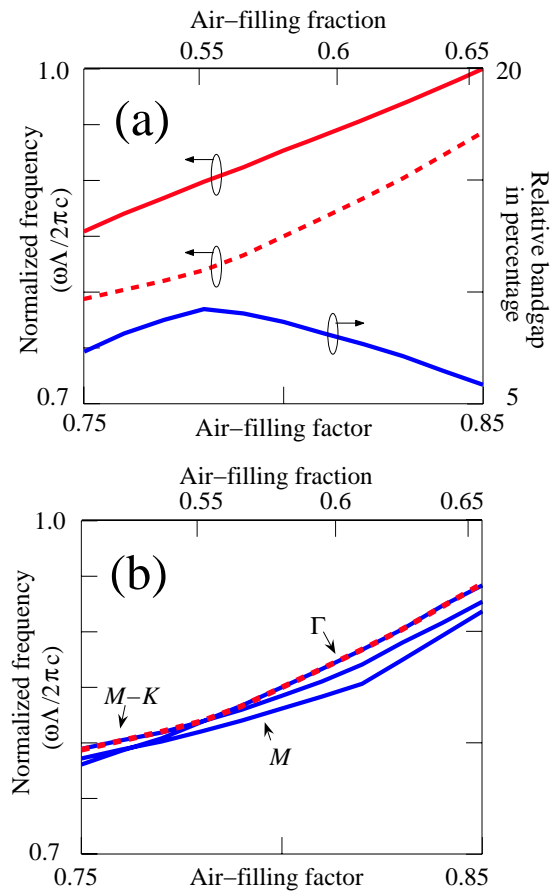 Air–filling fraction
0.55 0.6 0.65
1.0 20
(a)
Normalized frequency
(ωΛ/2πc)
Relative bandgap
in percentage
0.7 5
0.75 0.85
Air–filling factor
Air–filling fraction
0.55 0.6 0.65
1.0
(b)
Normalized frequency
(ωΛ/2πc)
Γ
M–K
M
0.7
0.75 0.85
Air–filling factor